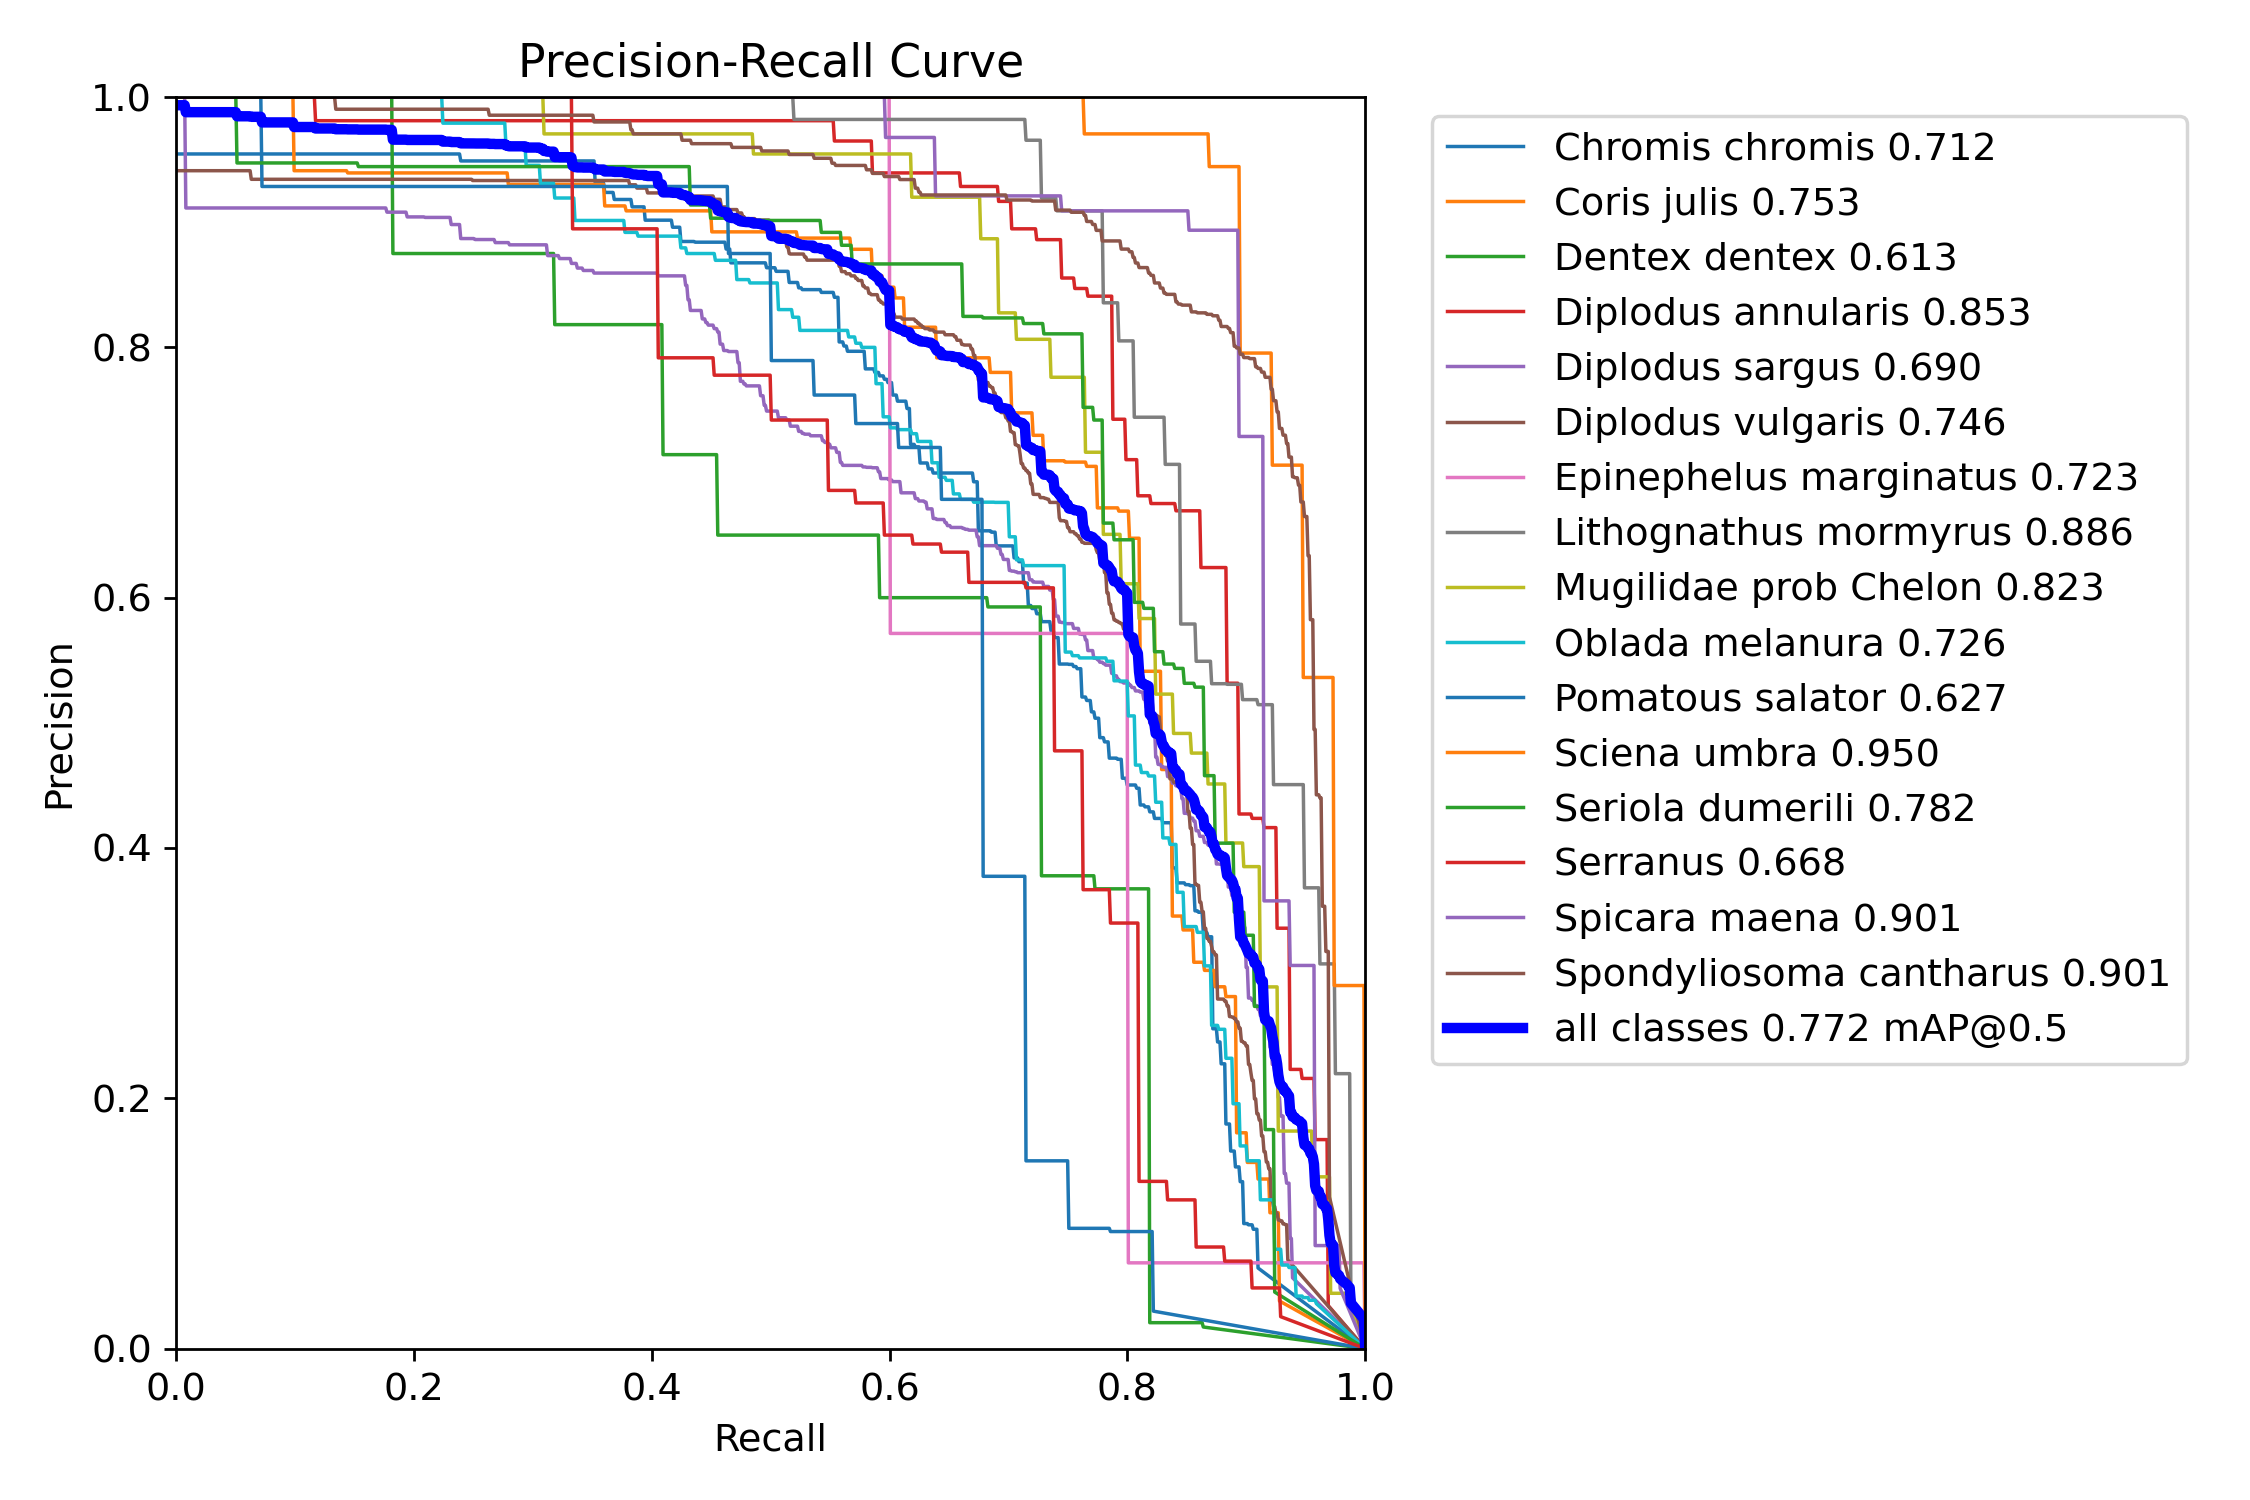 Precision-Recall Curve
1.0
0.8
0.6
0.4
0.2
0.0
Precision
0.0 0.2 0.4 0.6 0.8 1.0
Recall
Chromis chromis 0.712
Coris julis 0.753
Dentex dentex 0.613
Diplodus annularis 0.853
Diplodus sargus 0.690
Diplodus vulgaris 0.746
Epinephelus marginatus 0.723
Lithognathus mormyrus 0.886
Mugilidae prob Chelon 0.823
Oblada melanura 0.726
Pomatous salator 0.627
Sciena umbra 0.950
Seriola dumerili 0.782
Serranus 0.668
Spicara maena 0.901
Spondyliosoma cantharus 0.901
all classes 0.772 mAP@0.5